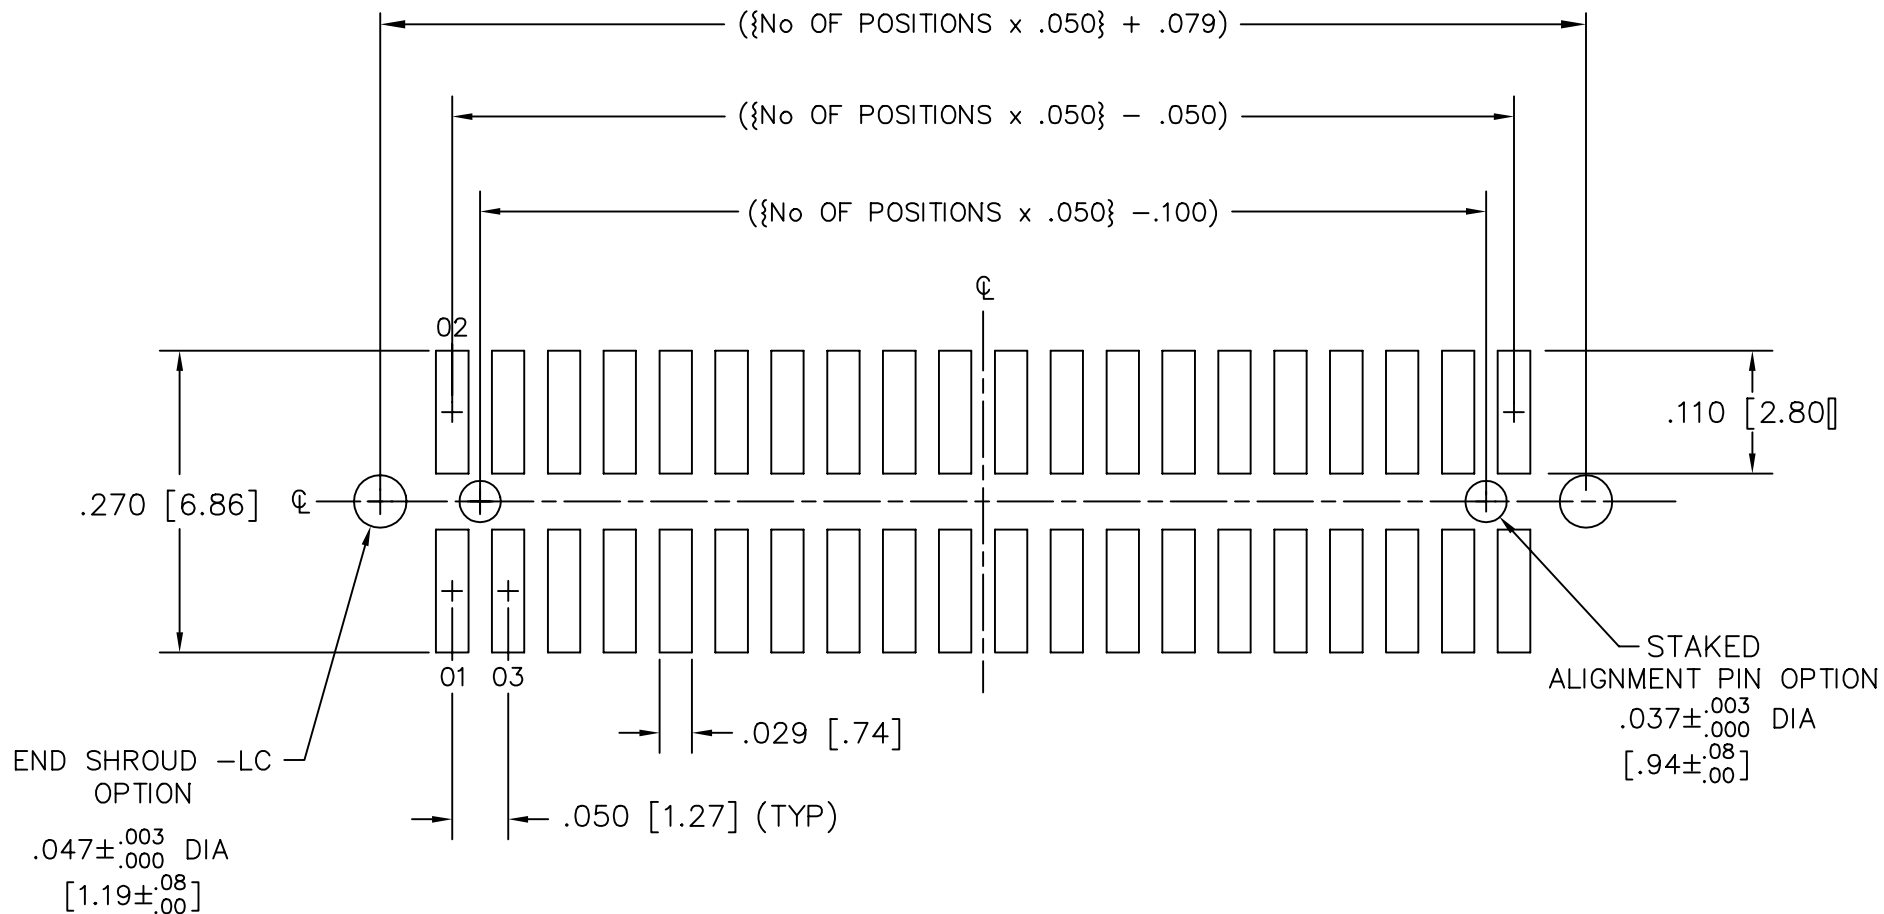 ({No OF POSITIONS x .050} + .079)
({No OF POSITIONS x .050} - .050)
({No OF POSITIONS x .050} -.100)
℄
02
.110 [2.80]
.270 [6.86]
℄
01 03
STAKED
ALIGNMENT PIN OPTION
.037±.003 .000 DIA
[.94±.08 .00]
.029 [.74]
END SHROUD -LC
OPTION
.047±.003 .000 DIA
[1.19±.08 .00]
.050 [1.27] (TYP)